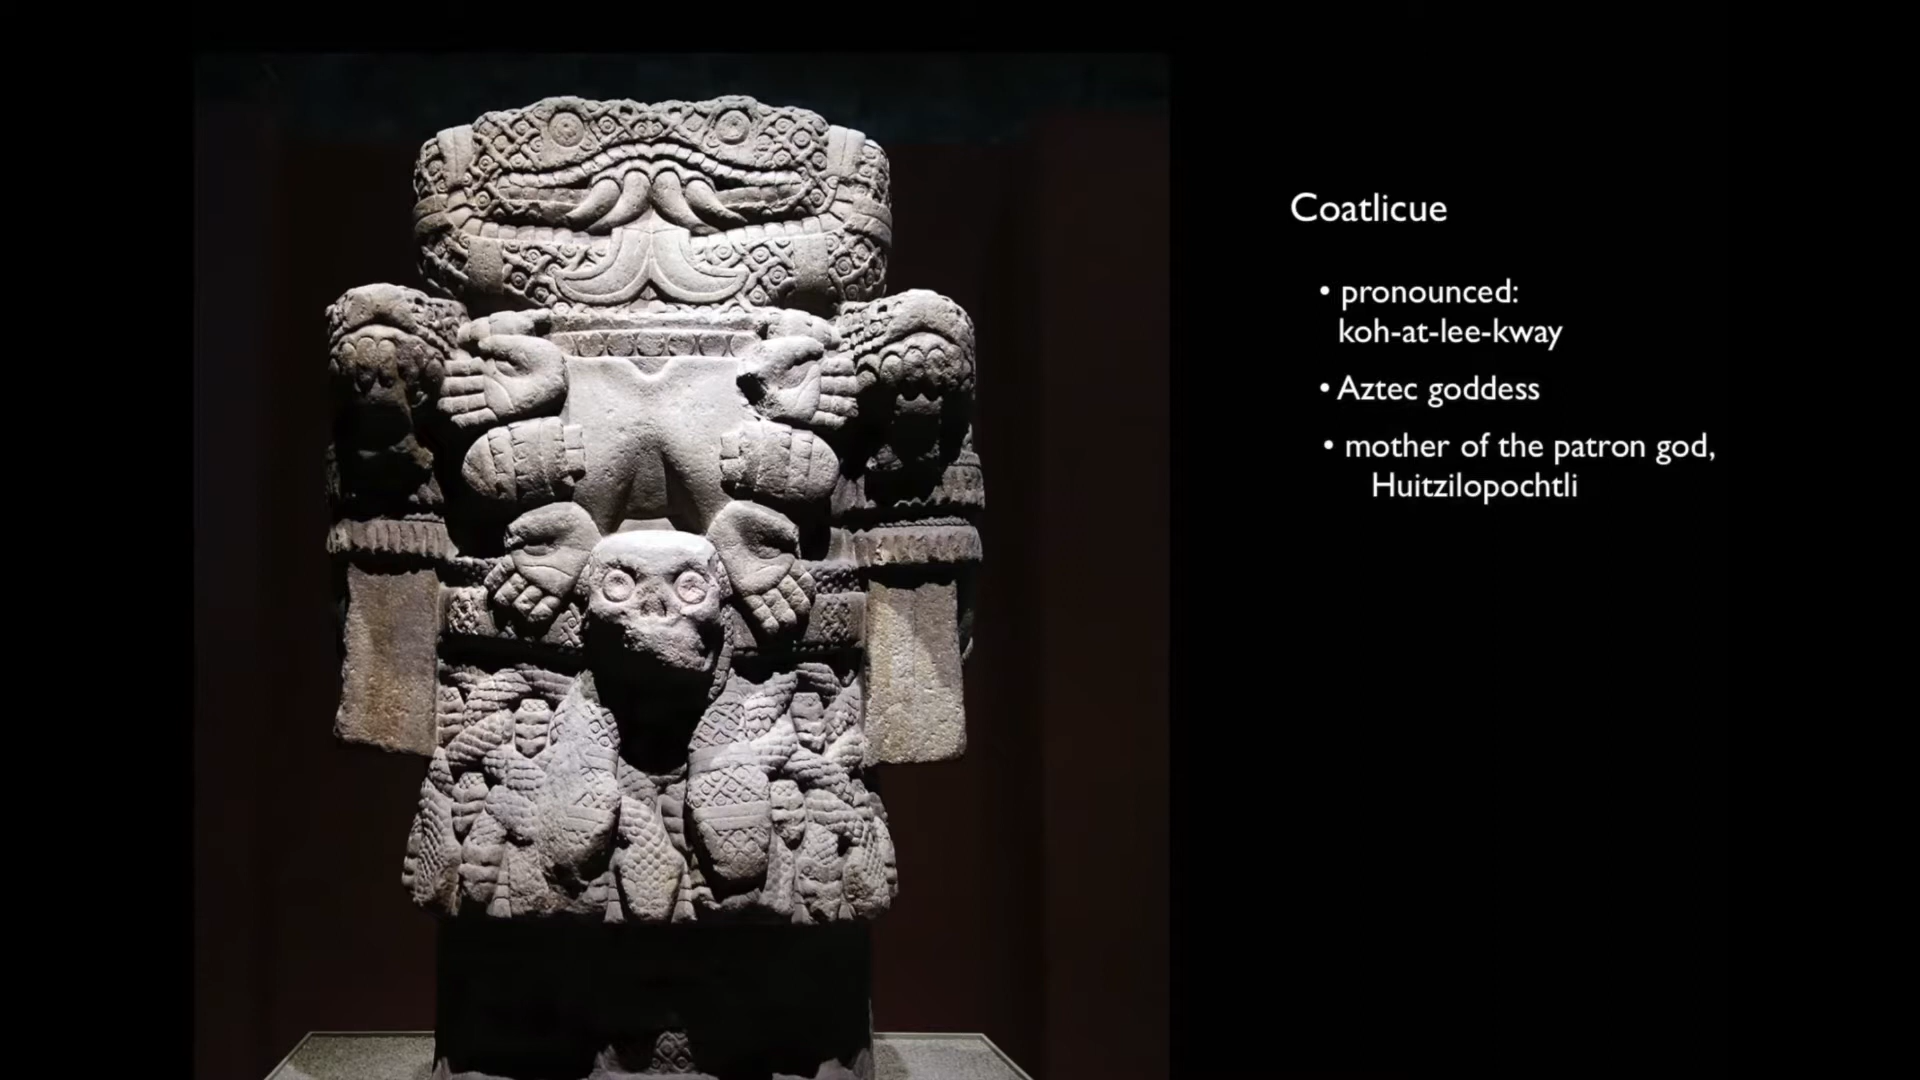 Coatlicue
• pronounced:
koh-at-lee-kway
• Aztec goddess
• mother of the patron god,
Huitzilopochtli